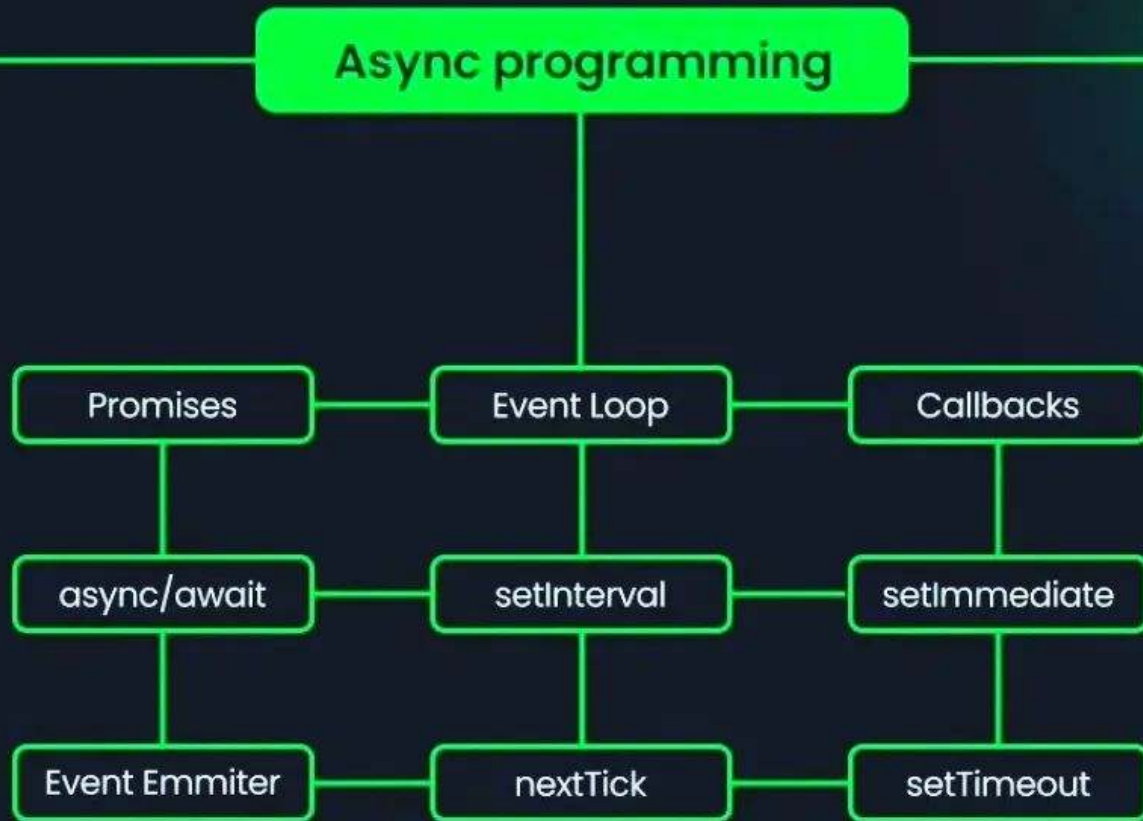 Async programming
Promises
Event Loop
Callbacks
async/await
setInterval
setImmediate
Event Emmiter
nextTick
setTimeout